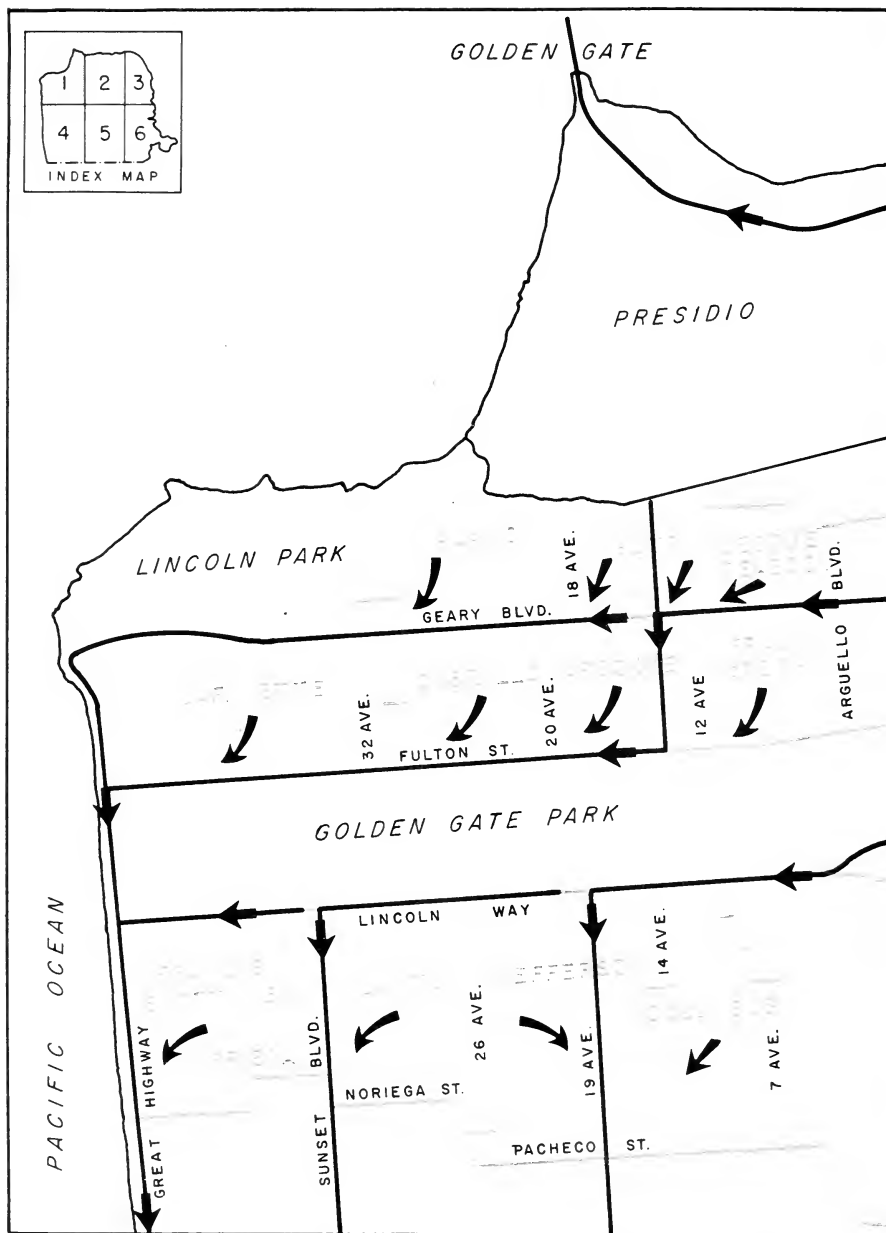 GOLDEN GATE
1 2 3
4 5 6
INDEX MAP
PRESIDIO
LINCOLN PARK
18 AVE.
BLVD.
GEARY BLVD.
ARGUELLO
32 AVE.
20 AVE.
12 AVE
FULTON ST.
GOLDEN GATE PARK
LINCOLN WAY
PACIFIC OCEAN
14 AVE.
GREAT HIGHWAY
SUNSET BLVD.
26 AVE.
19 AVE.
7 AVE.
NORIEGA ST.
PACHECO ST.